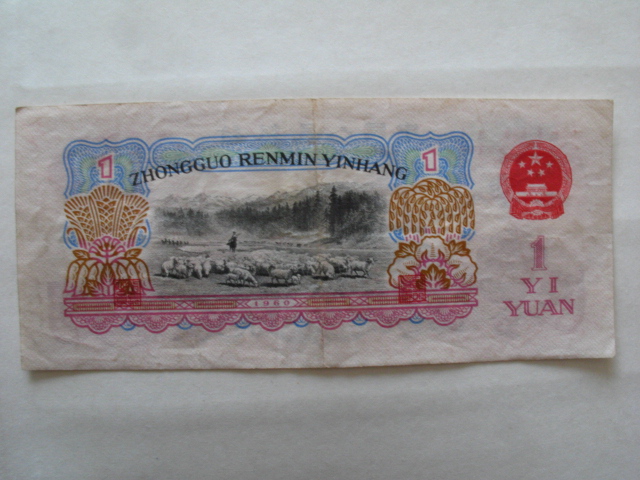 ZHONGGUO RENMIN YINHANG
1
1
1960
1
YI
YUAN